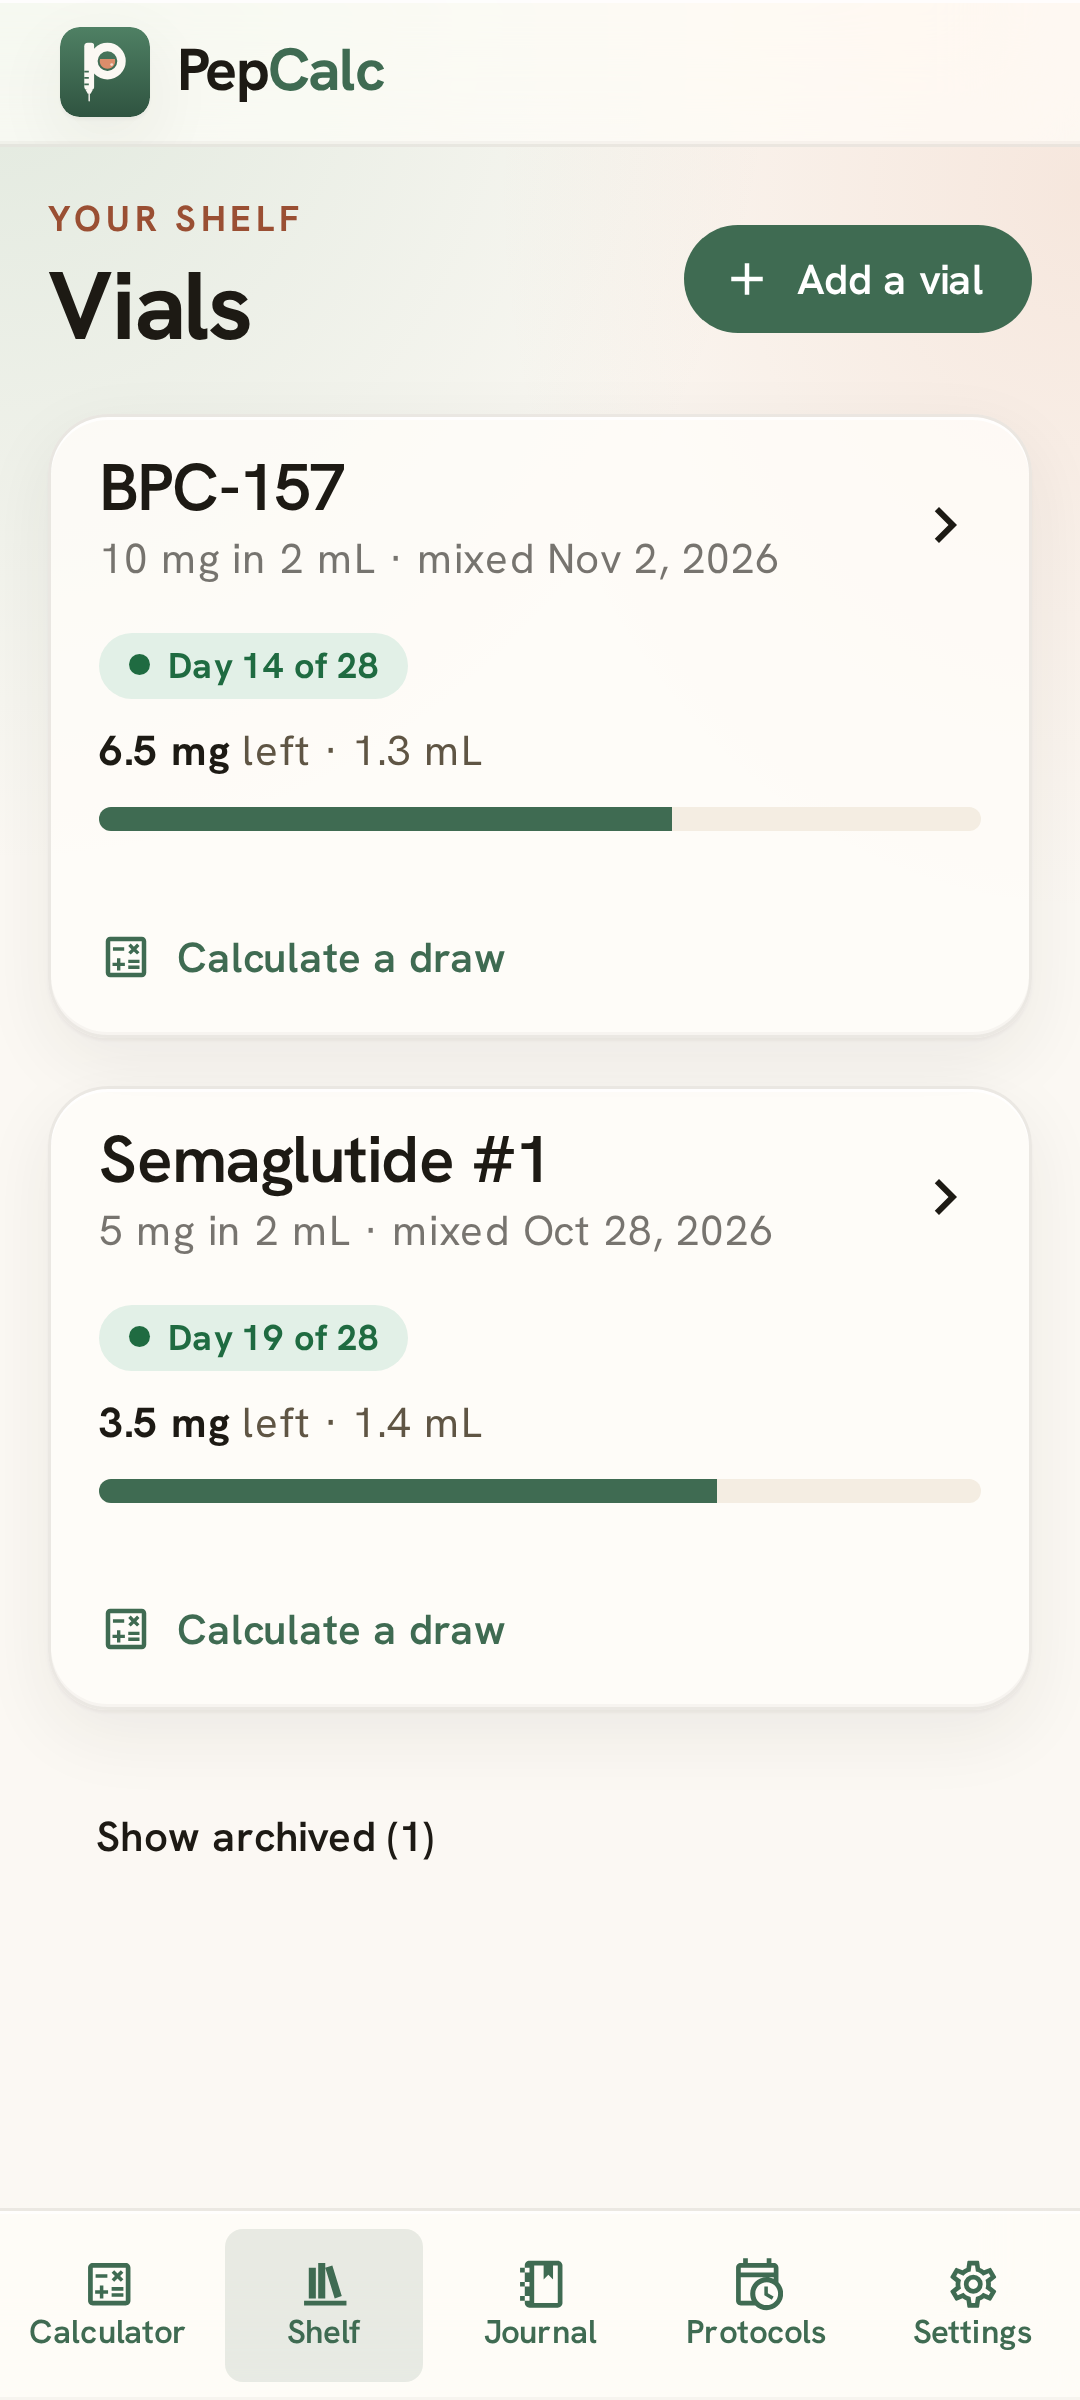 PepCalc
YOUR SHELF
Vials
+ Add a vial
BPC-157
10 mg in 2 mL · mixed Nov 2, 2026
Day 14 of 28
6.5 mg left · 1.3 mL
Calculate a draw
Semaglutide #1
5 mg in 2 mL · mixed Oct 28, 2026
Day 19 of 28
3.5 mg left · 1.4 mL
Calculate a draw
Show archived (1)
Calculator Shelf Journal Protocols Settings